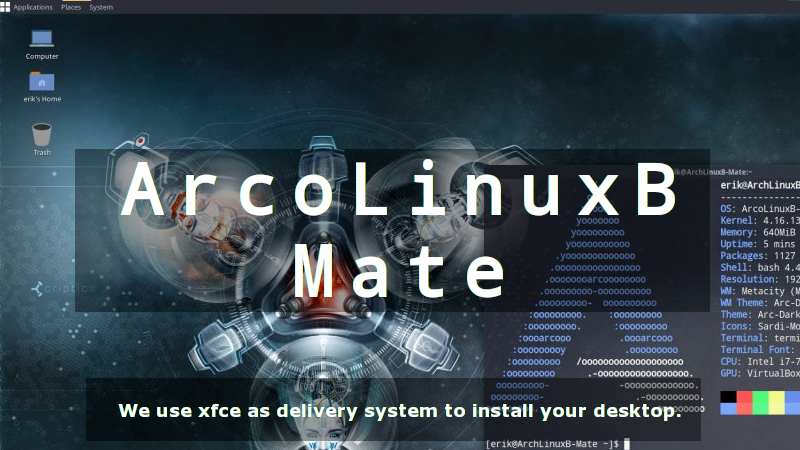 Applications Places System
Computer
erik's Home
Trash
ArcoLinuxB
Mate
We use xfce as delivery system to install your desktop.
erik@ArchLinuxB-Mate:~
erik@ArchLinuxB
OS: ArcoLinuxB-
Kernel: 4.16.13
Memory: 640MiB
Uptime: 5 mins
Packages: 1127
Shell: bash 4.4
Resolution: 192
WM: Metacity (M
WM Theme: Arc-D
Theme: Arc-Dark
Icons: Sardi-Mo
Terminal: termi
Terminal Font:
CPU: Intel i7-7
GPU: VirtualBox
[erik@ArchLinuxB-Mate ~]$